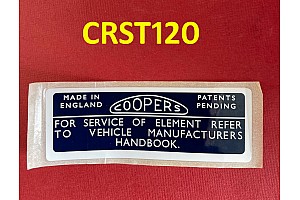 CRST120
MADE IN ENGLAND
COOPERS
PATENTS PENDING
FOR SERVICE OF ELEMENT REFER
TO VEHICLE MANUFACTURERS
HANDBOOK.